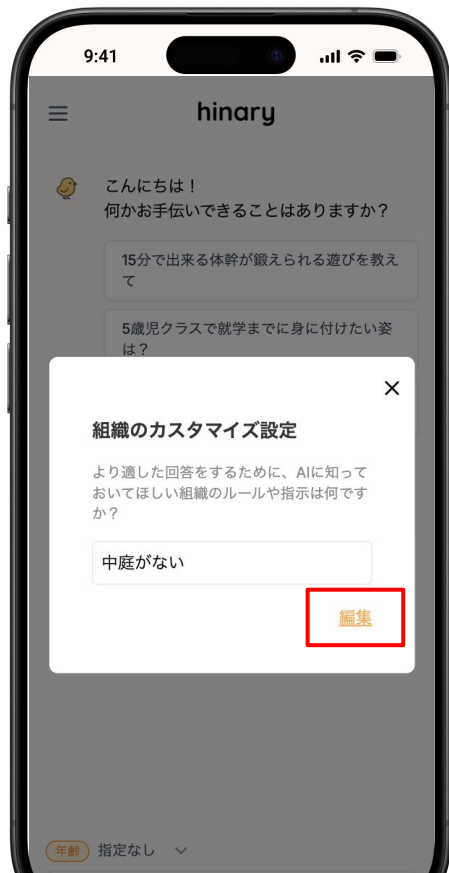 9:41
hinary
こんにちは！
何かお手伝いできることはありますか？
15分で出来る体幹が鍛えられる遊びを教え
て
5歳児クラスで就学までに身に付けたい姿
は？
組織のカスタマイズ設定
より適した回答をするために、AIに知って
おいてほしい組織のルールや指示は何です
か？
中庭がない
編集
年齢 指定なし